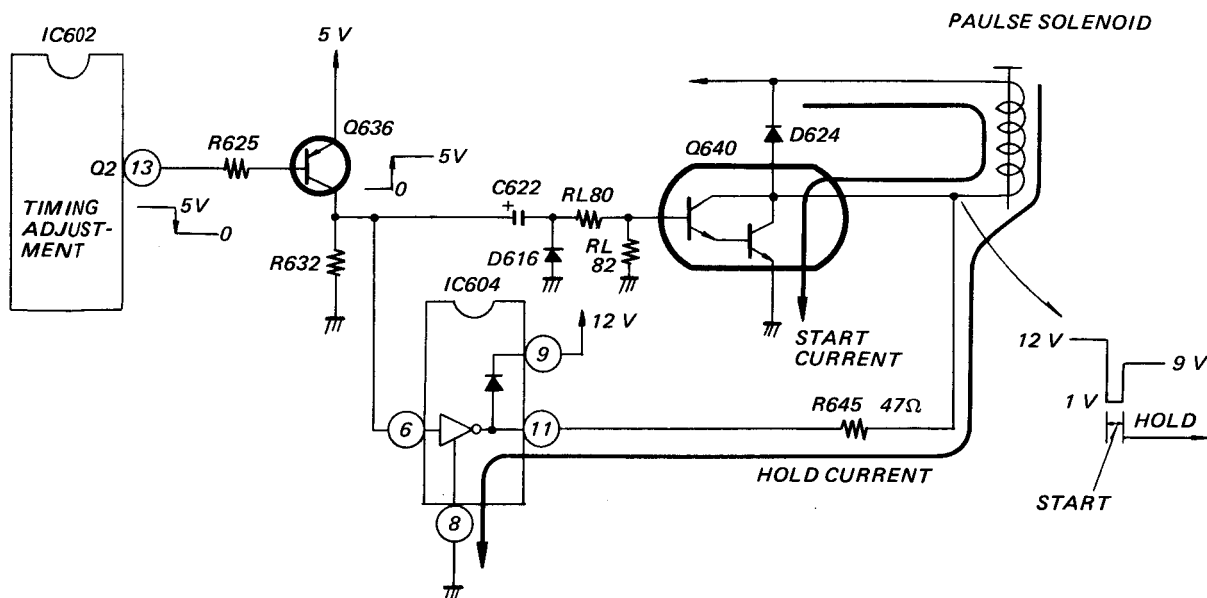 PAULSE SOLENOID
IC602
5 V
Q636
R625
Q2
13
5V
0
5V
0
TIMING
ADJUST-
MENT
R632
C622
+
RL80
D616
RL
82
Q640
D624
IC604
12 V
9
6
11
8
START
CURRENT
R645 47Ω
HOLD CURRENT
12 V
9 V
1 V
HOLD
START